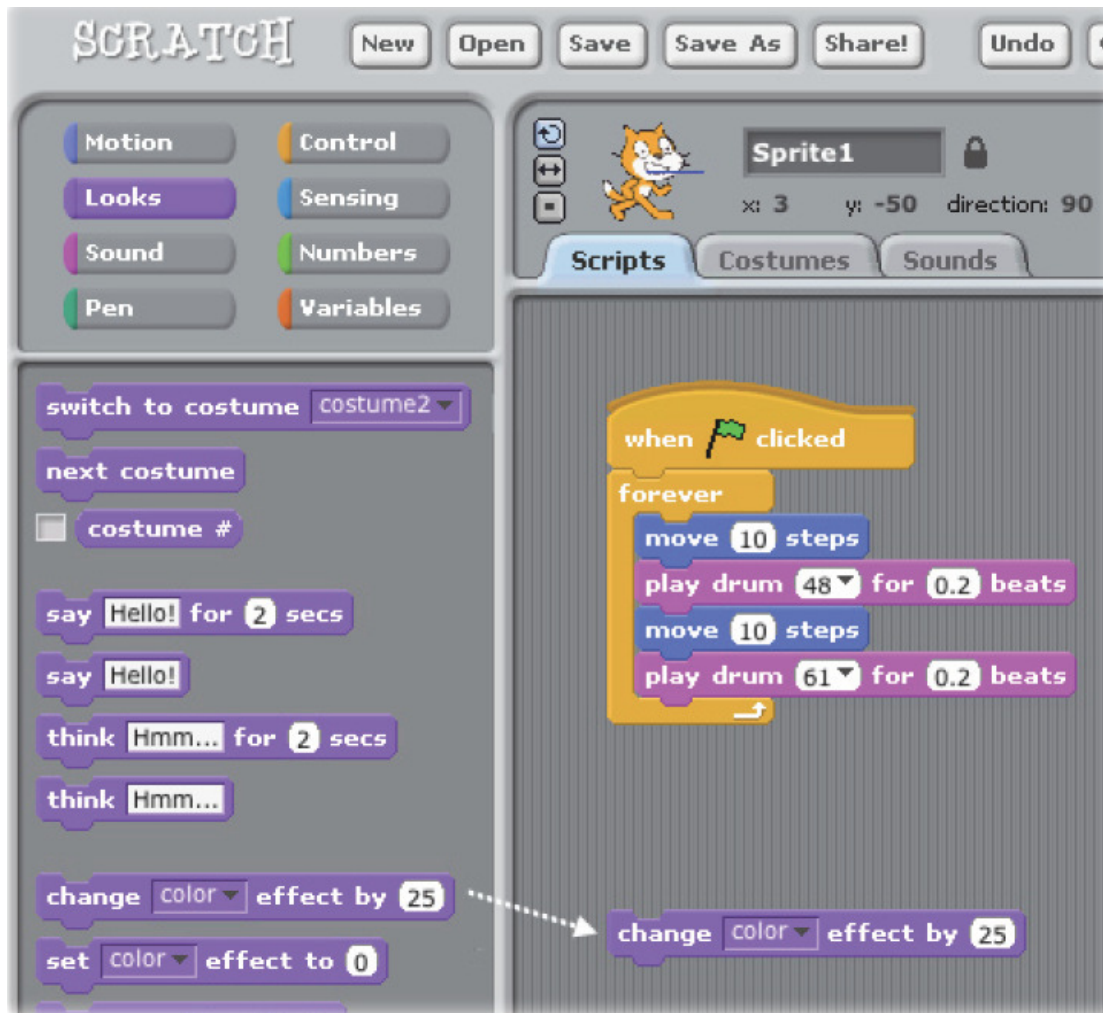 SCRATCH New Open Save Save As Share! Undo
Motion Control
Looks Sensing
Sound Numbers
Pen Variables
Sprite1
x: 3 y: -50 direction: 90
Scripts Costumes Sounds
switch to costume costume2
next costume
costume #
say Hello! for 2 secs
say Hello!
think Hmm... for 2 secs
think Hmm...
change color effect by 25
set color effect to 0
when clicked
forever
move 10 steps
play drum 48 for 0.2 beats
move 10 steps
play drum 61 for 0.2 beats
change color effect by 25